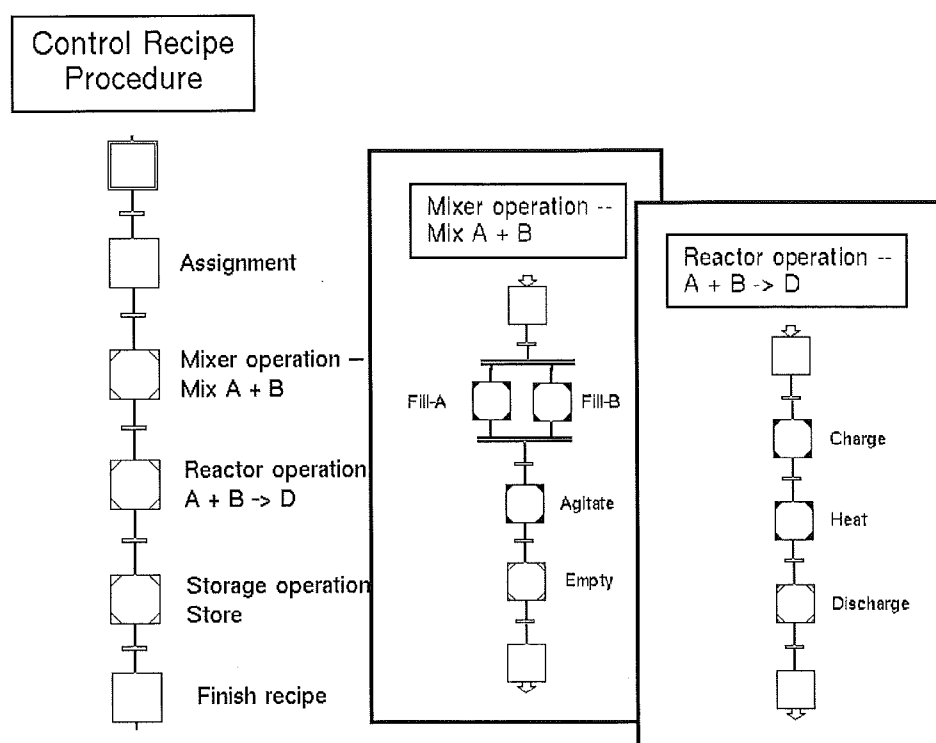 Control Recipe
Procedure
Assignment
Mixer operation –
Mix A + B
Reactor operation
A + B -> D
Storage operation
Store
Finish recipe
Mixer operation --
Mix A + B
Fill-A
Fill-B
Agitate
Empty
Reactor operation --
A + B -> D
Charge
Heat
Discharge